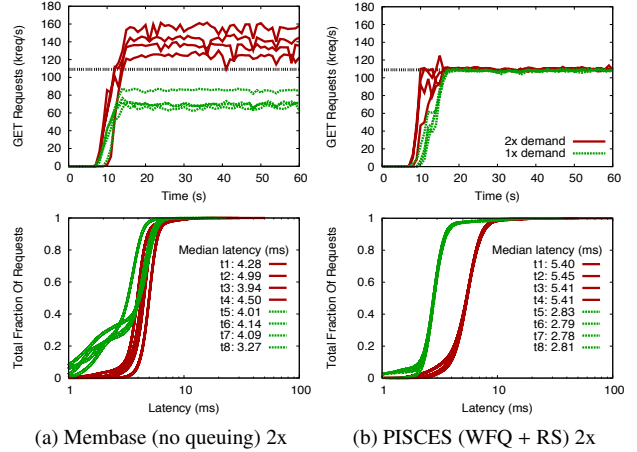 180
160
140
120
100
80
60
40
20
0
GET Requests (kreq/s)
0 10 20 30 40 50 60
Time (s)
180
160
140
120
100
80
60
40
20
0
GET Requests (kreq/s)
2x demand
1x demand
0 10 20 30 40 50 60
Time (s)
1
0.8
0.6
0.4
0.2
0
Total Fraction Of Requests
Median latency (ms)
t1: 4.28
t2: 4.99
t3: 3.94
t4: 4.50
t5: 4.01
t6: 4.14
t7: 4.09
t8: 3.27
1 10 100
Latency (ms)
1
0.8
0.6
0.4
0.2
0
Total Fraction Of Requests
Median latency (ms)
t1: 5.40
t2: 5.45
t3: 5.41
t4: 5.41
t5: 2.83
t6: 2.79
t7: 2.78
t8: 2.81
1 10 100
Latency (ms)
(a) Membase (no queuing) 2x
(b) PISCES (WFQ + RS) 2x